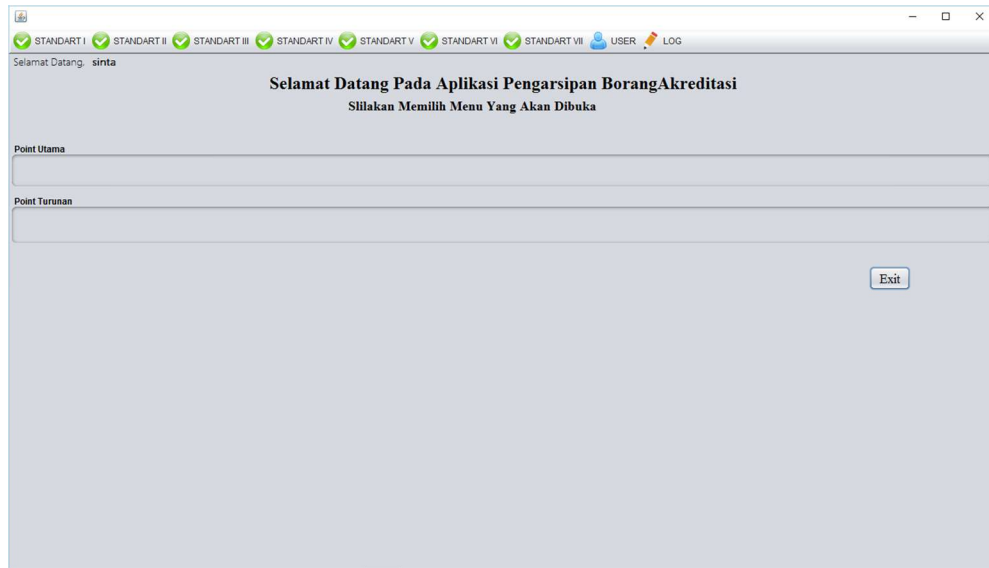 STANDART I STANDART II STANDART III STANDART IV STANDART V STANDART VI STANDART VII USER LOG
Selamat Datang, sinta
Selamat Datang Pada Aplikasi Pengarsipan BorangAkreditasi
Slilakan Memilih Menu Yang Akan Dibuka
Point Utama
Point Turunan
Exit